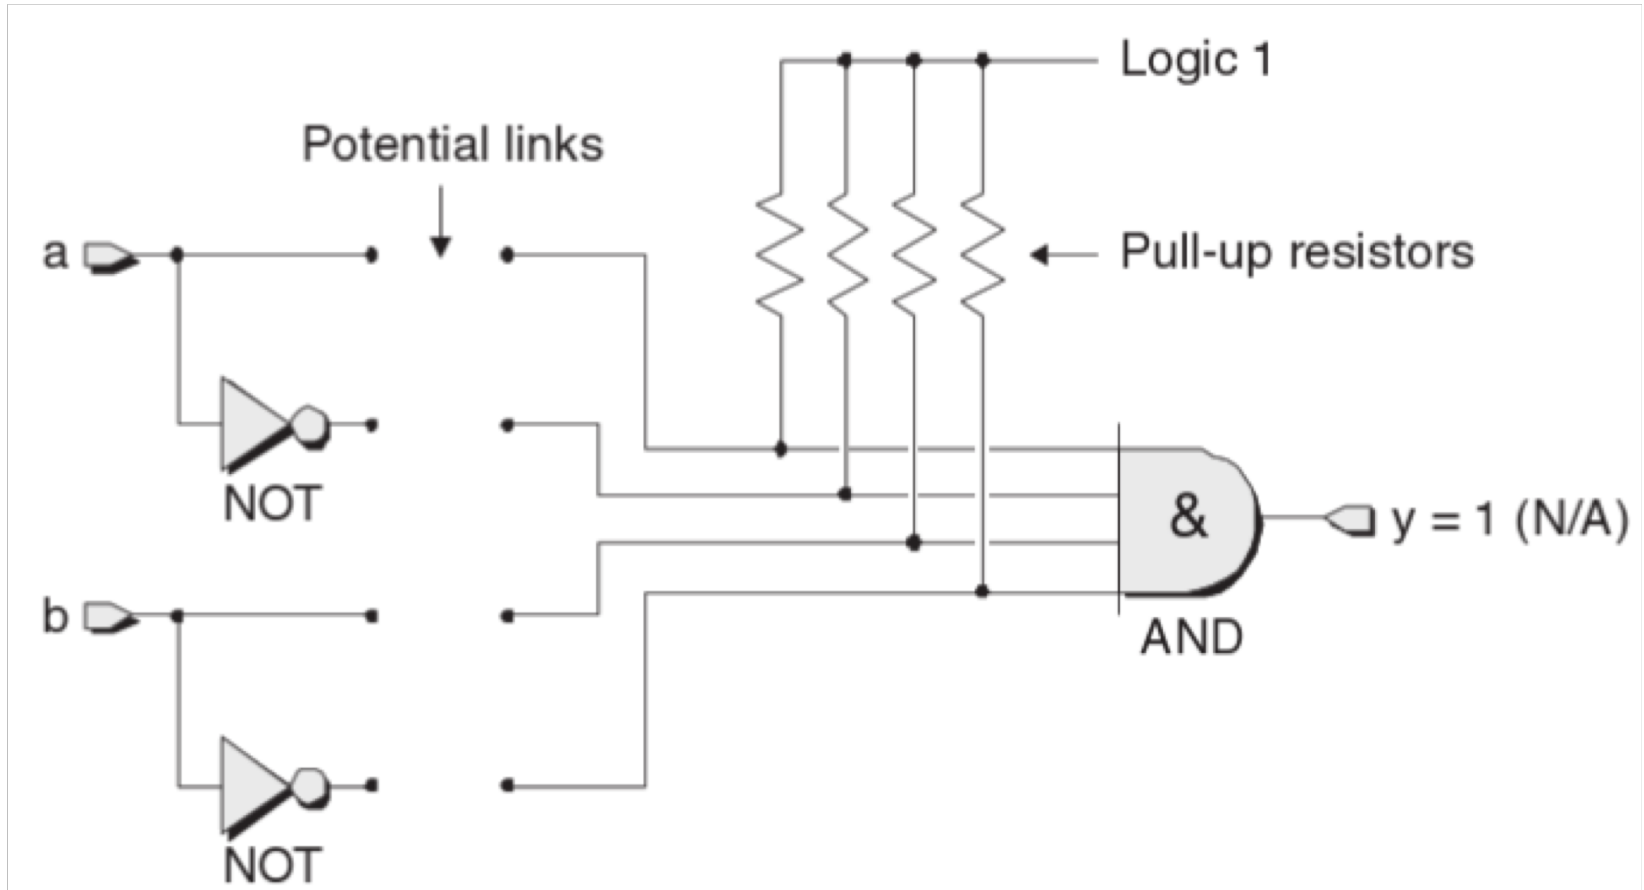 Logic 1
Potential links
a
Pull-up resistors
NOT
&
y = 1 (N/A)
b
AND
NOT